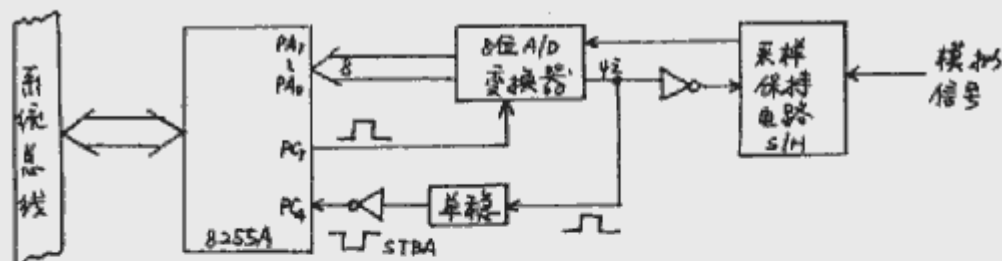 系统总线
PA7
PA0
8
8位A/D
变换器
采样
保持
电路
S/H
模拟
信号
PC4
单稳
8255A
STBA